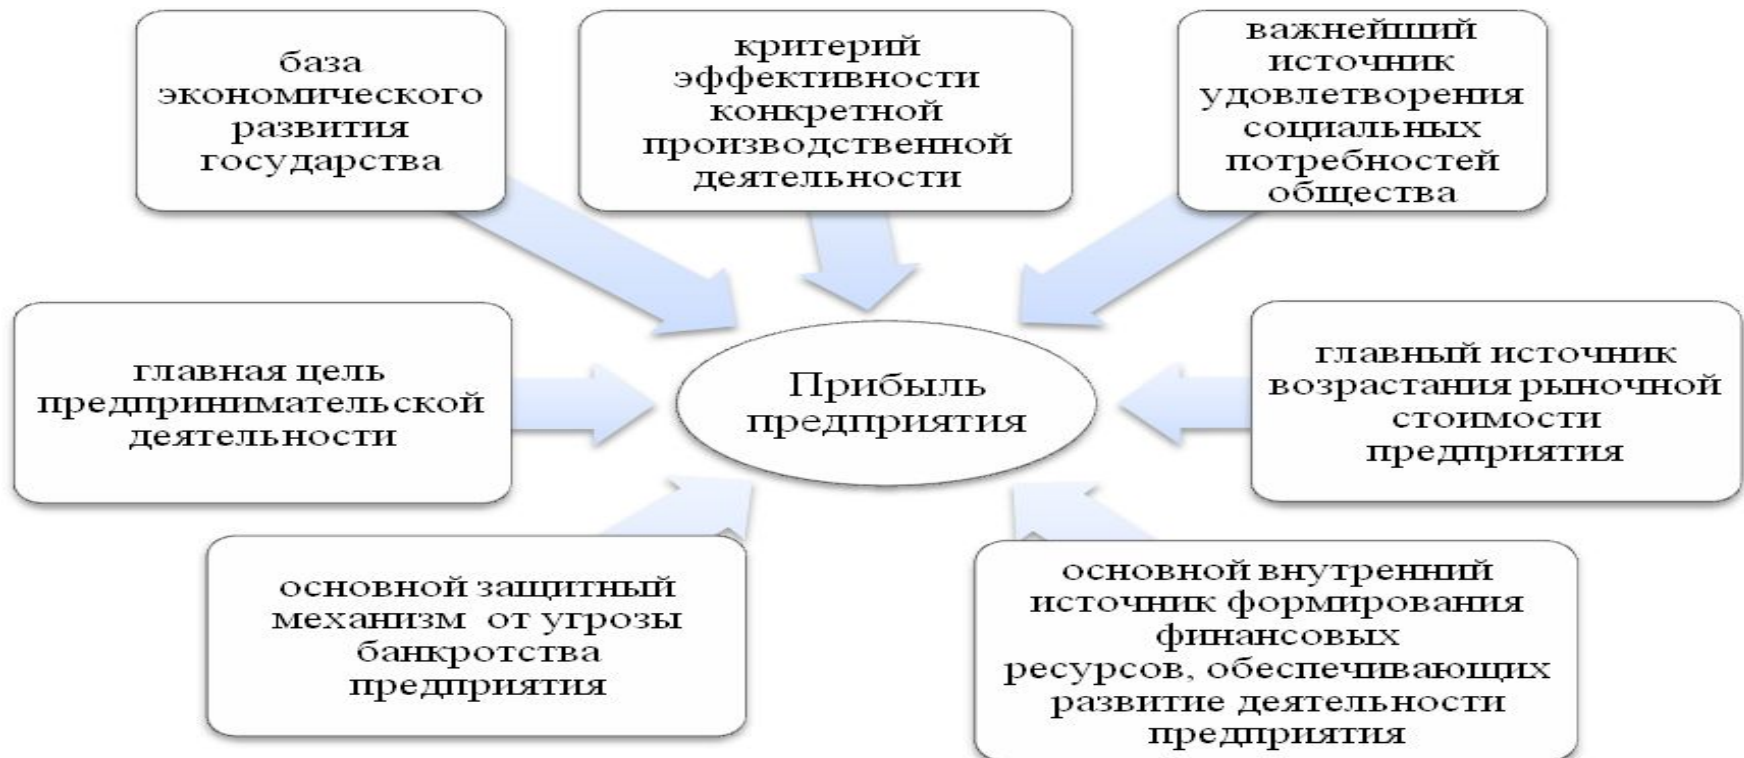 база
экономического
развития
государства
критерий
эффективности
конкретной
производственной
деятельности
важнейший
источник
удовлетворения
социальных
потребностей
общества
главная цель
предпринимательской
деятельности
Прибыль
предприятия
главный источник
возрастания рыночной
стоимости
предприятия
основной защитный
механизм от угрозы
банкротства
предприятия
основной внутренний
источник формирования
финансовых
ресурсов, обеспечивающих
развитие деятельности
предприятия